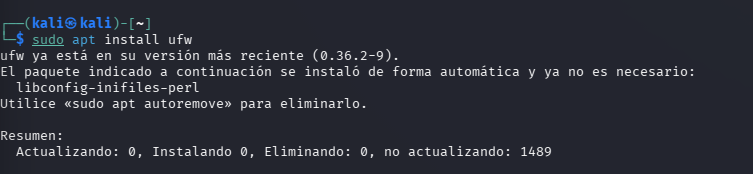 ┌──(kali㉿kali)-[~]
└─$ sudo apt install ufw
ufw ya está en su versión más reciente (0.36.2-9).
El paquete indicado a continuación se instaló de forma automática y ya no es necesario:
  libconfig-inifiles-perl
Utilice «sudo apt autoremove» para eliminarlo.

Resumen:
  Actualizando: 0, Instalando 0, Eliminando: 0, no actualizando: 1489